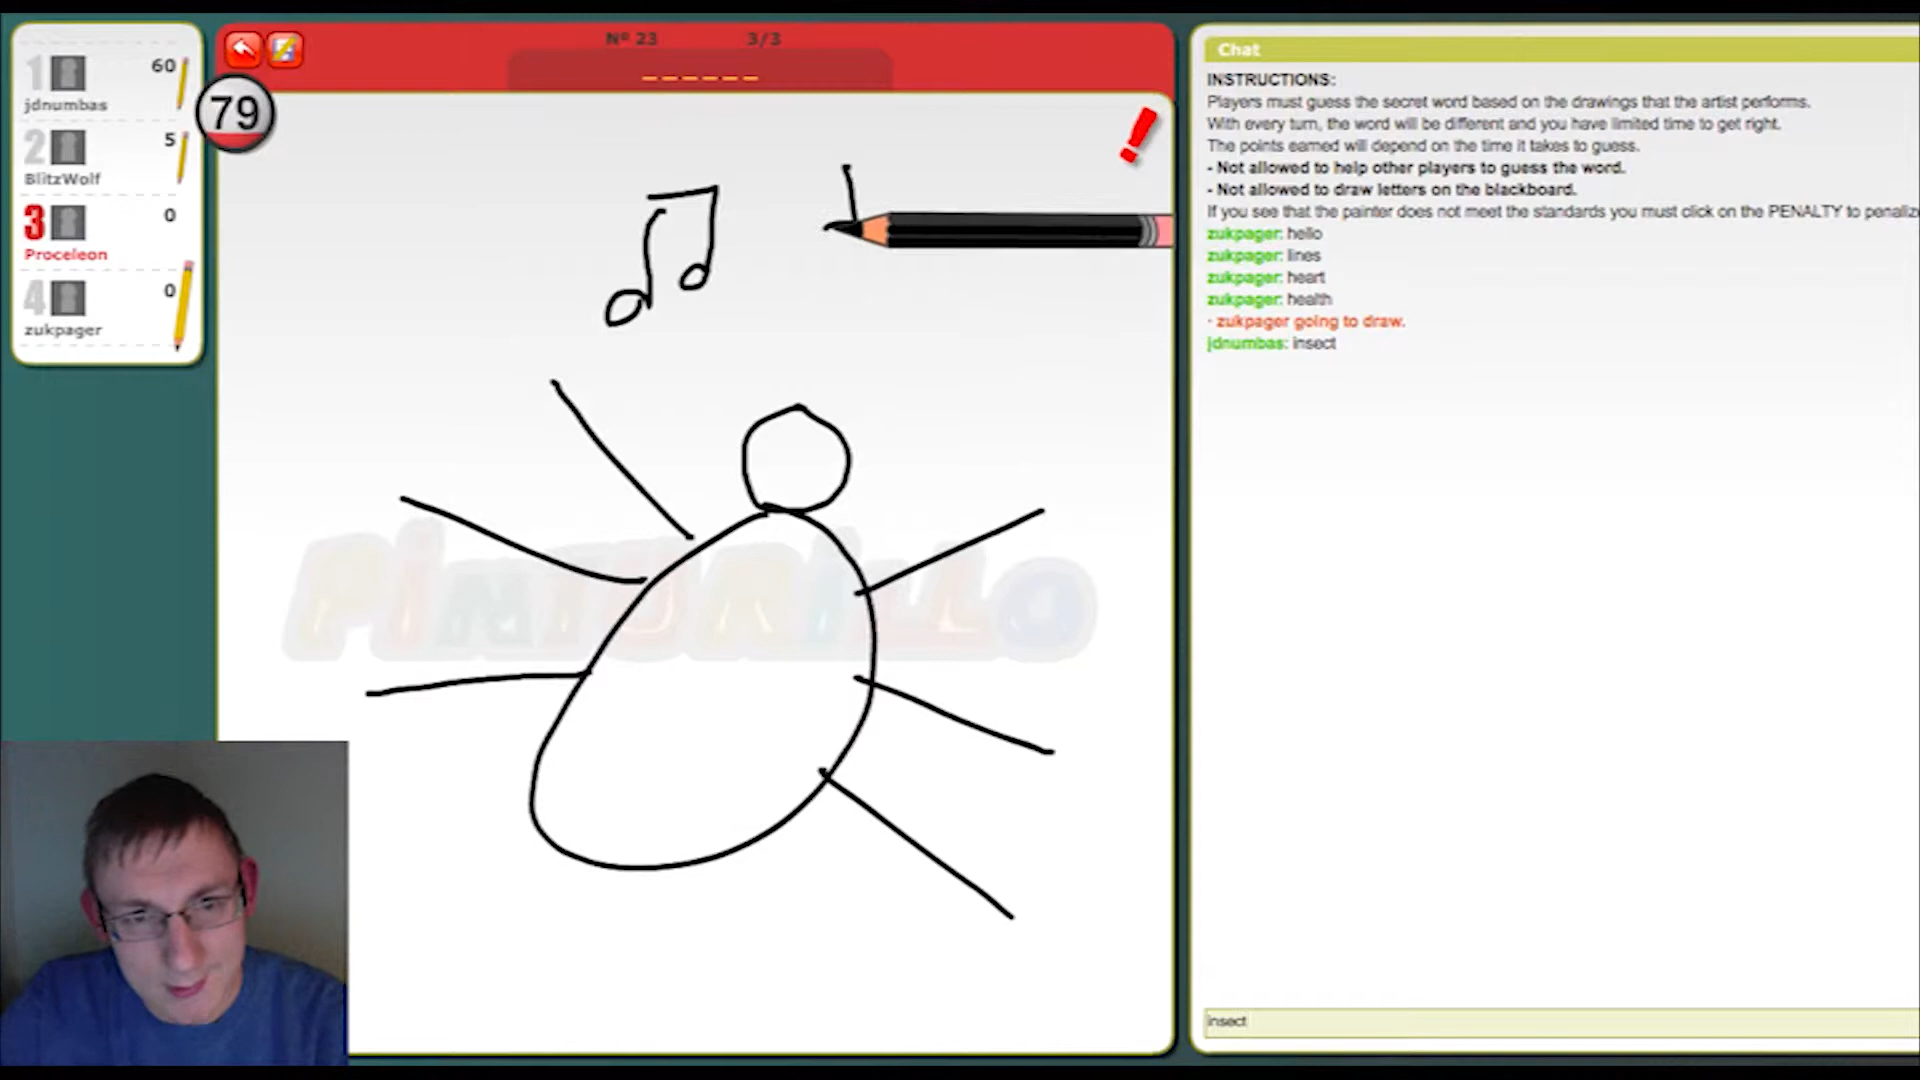 Nº 23 3/3
______
79
1 60
jdnumbas
2 5
BlitzWolf
3 0
Proceleon
4 0
zukpager
PiNTURiLLO
Chat
INSTRUCTIONS:
Players must guess the secret word based on the drawings that the artist performs.
With every turn, the word will be different and you have limited time to get right.
The points earned will depend on the time it takes to guess.
- Not allowed to help other players to guess the word.
- Not allowed to draw letters on the blackboard.
If you see that the painter does not meet the standards you must click on the PENALTY to penalize
zukpager: hello
zukpager: lines
zukpager: heart
zukpager: health
· zukpager going to draw.
jdnumbas: insect
insect